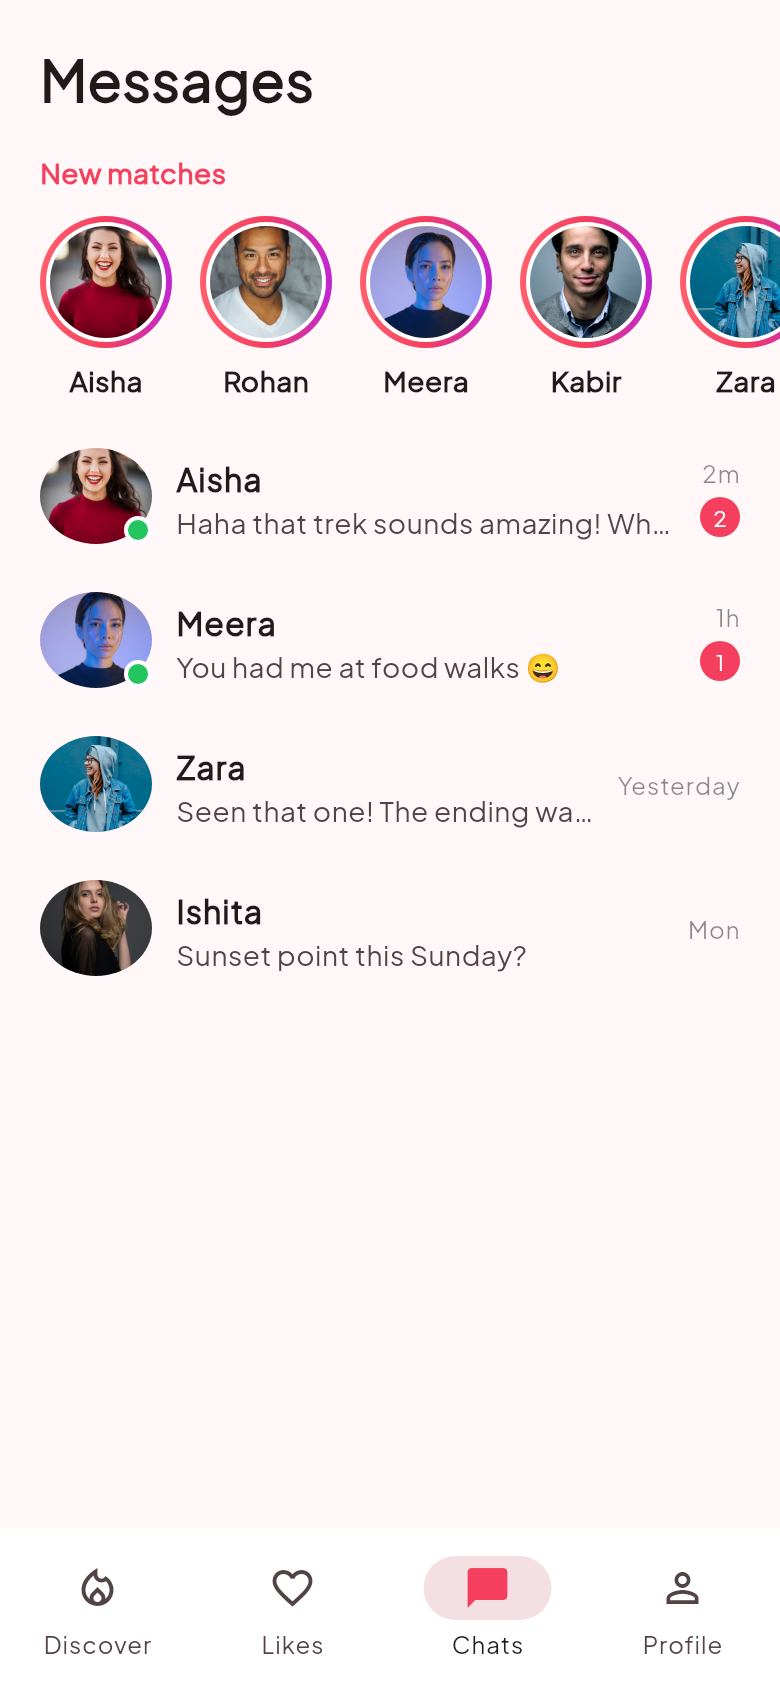 Messages
New matches
Aisha
Rohan
Meera
Kabir
Zara
Aisha
2m
Haha that trek sounds amazing! Wh…
2
Meera
1h
You had me at food walks 😄
1
Zara
Yesterday
Seen that one! The ending wa…
Ishita
Mon
Sunset point this Sunday?
Discover
Likes
Chats
Profile